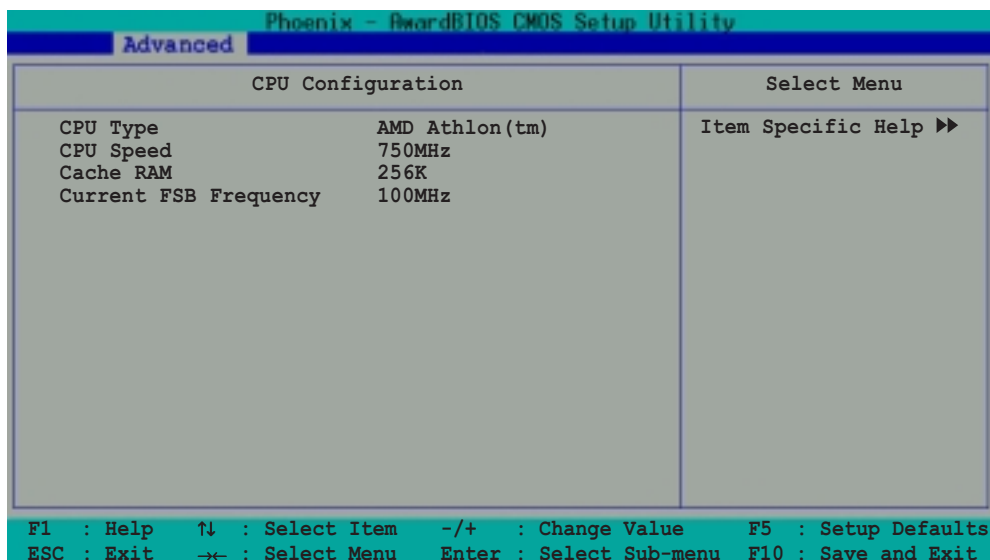 Phoenix - AwardBIOS CMOS Setup Utility
Advanced
CPU Configuration
Select Menu
CPU Type AMD Athlon(tm)
CPU Speed 750MHz
Cache RAM 256K
Current FSB Frequency 100MHz
Item Specific Help ▶▶
F1 : Help ↑↓ : Select Item -/+ : Change Value F5 : Setup Defaults
ESC : Exit →← : Select Menu Enter : Select Sub-menu F10 : Save and Exit